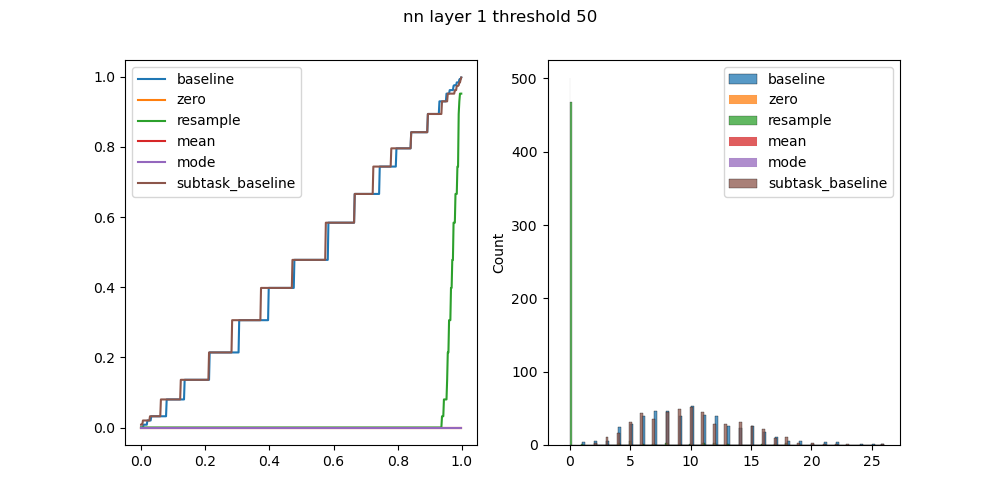 nn layer 1 threshold 50
baseline
zero
resample
mean
mode
subtask_baseline
1.0
0.8
0.6
0.4
0.2
0.0
0.0 0.2 0.4 0.6 0.8 1.0
baseline
zero
resample
mean
mode
subtask_baseline
Count
500
400
300
200
100
0
0 5 10 15 20 25